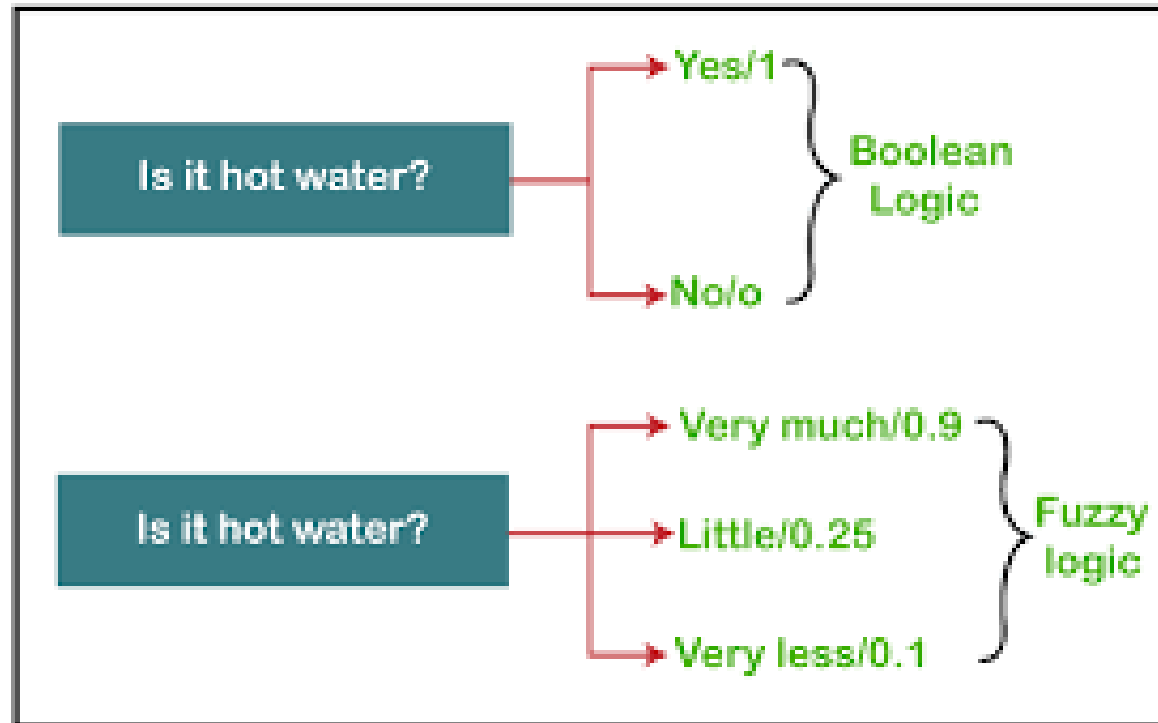 Is it hot water?
Yes/1
No/o
Boolean
Logic
Is it hot water?
Very much/0.9
Little/0.25
Very less/0.1
Fuzzy
logic